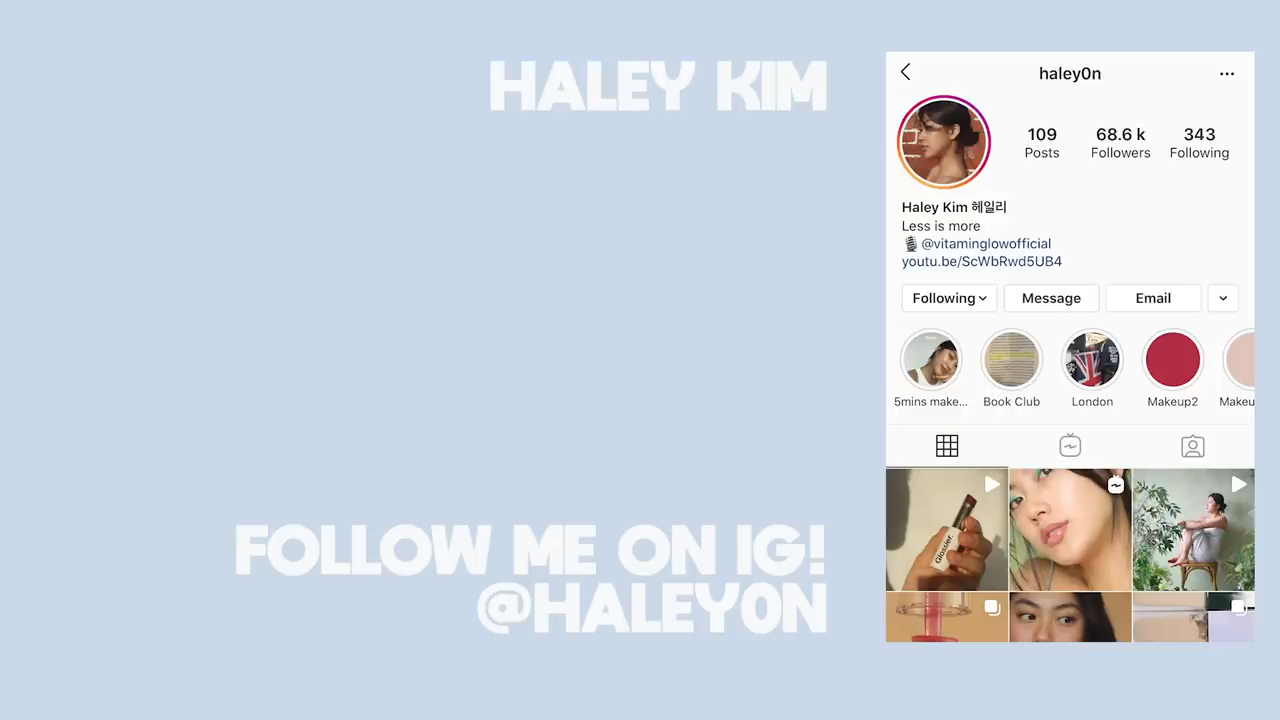 HALEY KIM
FOLLOW ME ON IG!
@HALEY0N
haley0n
109
Posts
68.6 k
Followers
343
Following
Haley Kim 헤일리
Less is more
@vitaminglowofficial
youtu.be/ScWbRwd5UB4
Following
Message
Email
5mins make...
Book Club
London
Makeup2
Makeu
Glossier.